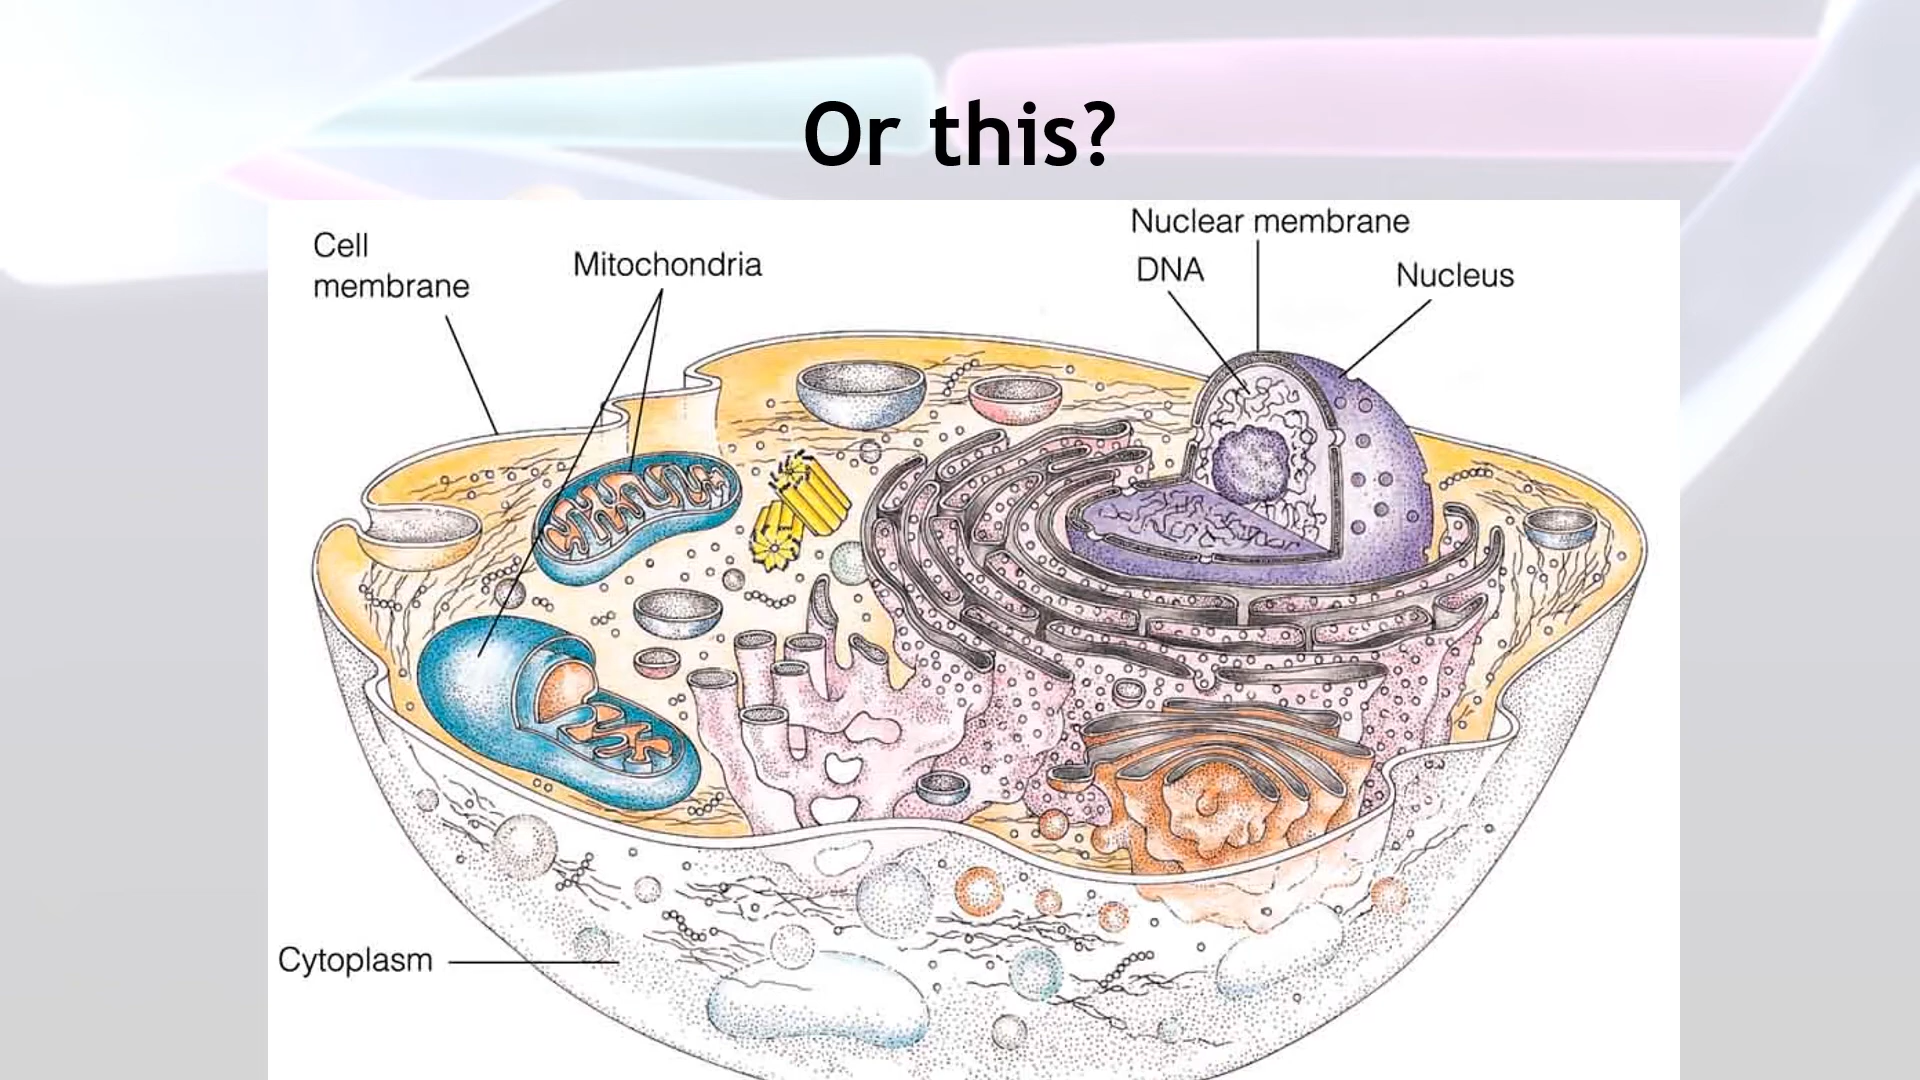 Or this?
Cell
membrane
Mitochondria
Nuclear membrane
DNA
Nucleus
Cytoplasm